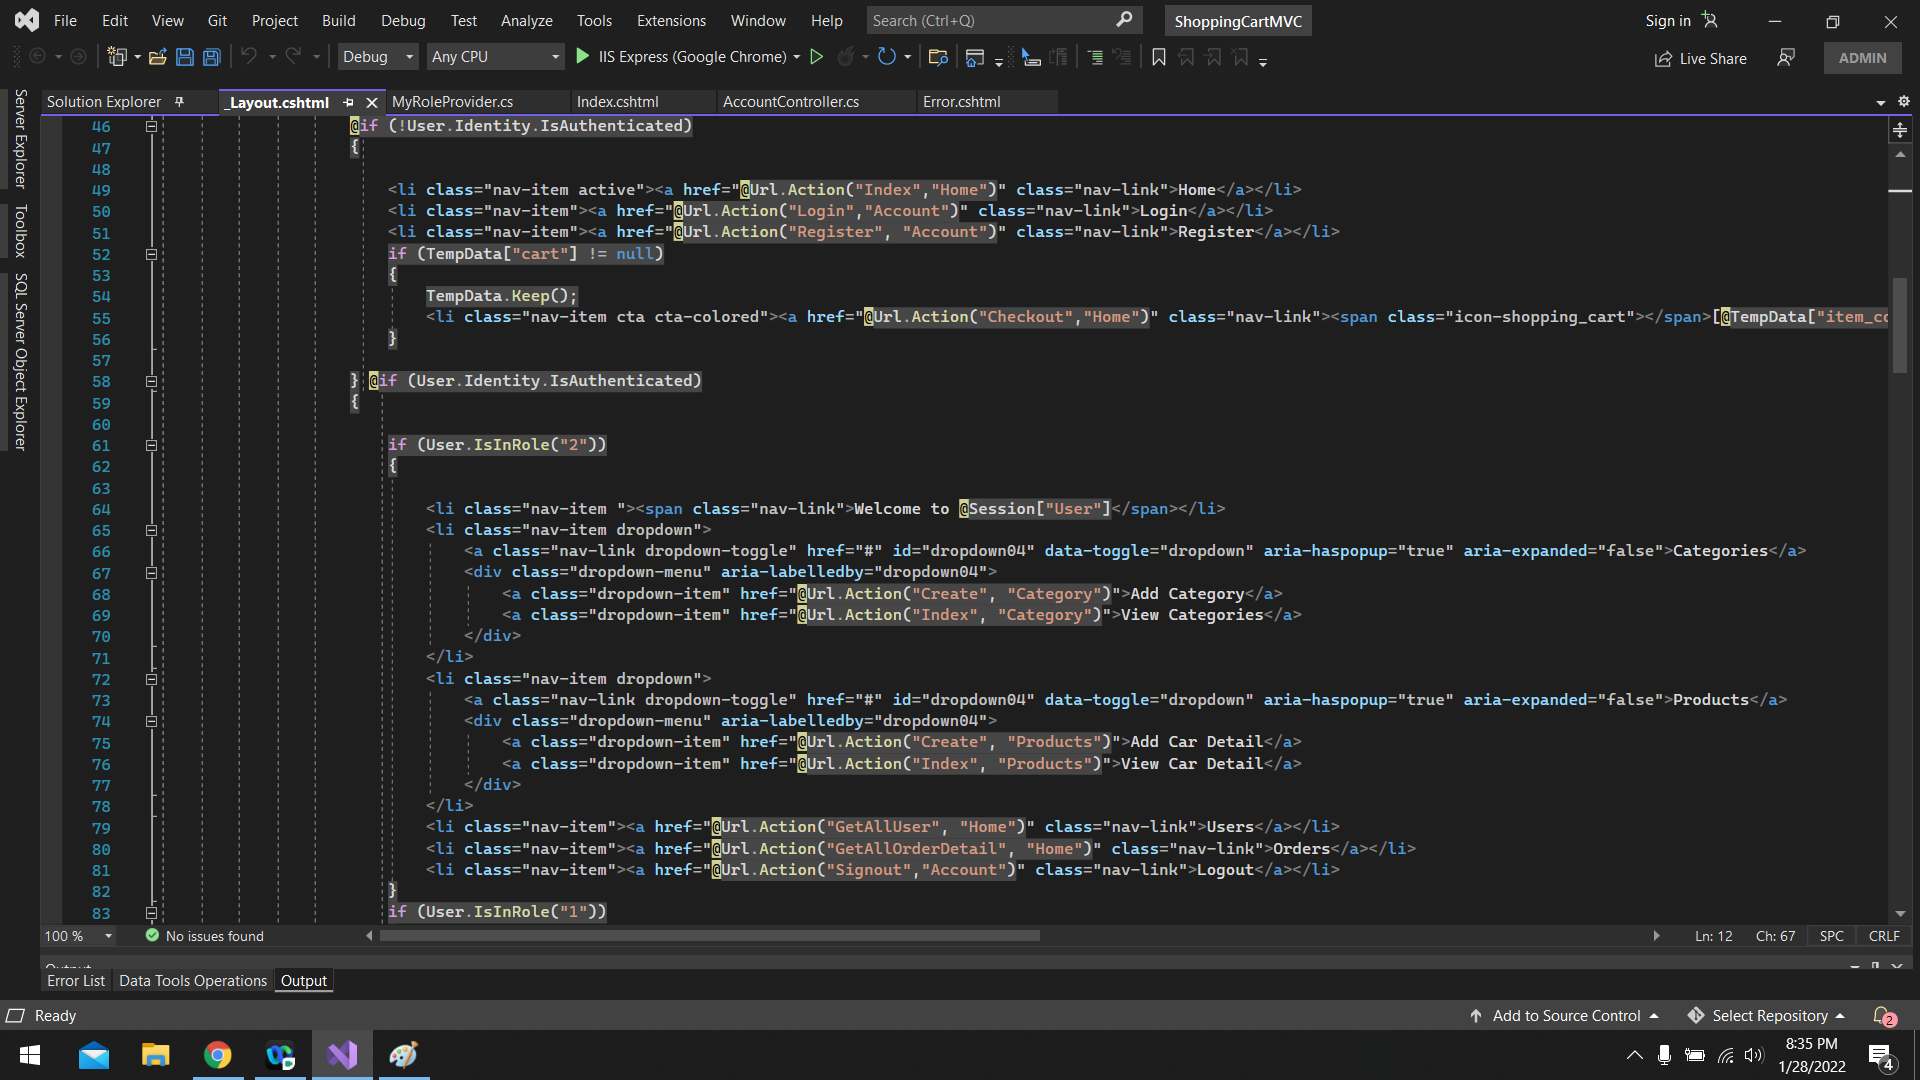 File Edit View Git Project Build Debug Test Analyze Tools Extensions Window Help Search (Ctrl+Q) ShoppingCartMVC Sign in
Debug Any CPU IIS Express (Google Chrome) Live Share ADMIN
Solution Explorer _Layout.cshtml MyRoleProvider.cs Index.cshtml AccountController.cs Error.cshtml
Server Explorer
Toolbox
SQL Server Object Explorer
46 @if (!User.Identity.IsAuthenticated)
47 {
48
49 <li class="nav-item active"><a href="@Url.Action("Index","Home")" class="nav-link">Home</a></li>
50 <li class="nav-item"><a href="@Url.Action("Login","Account")" class="nav-link">Login</a></li>
51 <li class="nav-item"><a href="@Url.Action("Register", "Account")" class="nav-link">Register</a></li>
52 if (TempData["cart"] != null)
53 {
54 TempData.Keep();
55 <li class="nav-item cta cta-colored"><a href="@Url.Action("Checkout","Home")" class="nav-link"><span class="icon-shopping_cart"></span>[@TempData["item_co
56 }
57
58 } @if (User.Identity.IsAuthenticated)
59 {
60
61 if (User.IsInRole("2"))
62 {
63
64 <li class="nav-item "><span class="nav-link">Welcome to @Session["User"]</span></li>
65 <li class="nav-item dropdown">
66 <a class="nav-link dropdown-toggle" href="#" id="dropdown04" data-toggle="dropdown" aria-haspopup="true" aria-expanded="false">Categories</a>
67 <div class="dropdown-menu" aria-labelledby="dropdown04">
68 <a class="dropdown-item" href="@Url.Action("Create", "Category")">Add Category</a>
69 <a class="dropdown-item" href="@Url.Action("Index", "Category")">View Categories</a>
70 </div>
71 </li>
72 <li class="nav-item dropdown">
73 <a class="nav-link dropdown-toggle" href="#" id="dropdown04" data-toggle="dropdown" aria-haspopup="true" aria-expanded="false">Products</a>
74 <div class="dropdown-menu" aria-labelledby="dropdown04">
75 <a class="dropdown-item" href="@Url.Action("Create", "Products")">Add Car Detail</a>
76 <a class="dropdown-item" href="@Url.Action("Index", "Products")">View Car Detail</a>
77 </div>
78 </li>
79 <li class="nav-item"><a href="@Url.Action("GetAllUser", "Home")" class="nav-link">Users</a></li>
80 <li class="nav-item"><a href="@Url.Action("GetAllOrderDetail", "Home")" class="nav-link">Orders</a></li>
81 <li class="nav-item"><a href="@Url.Action("Signout","Account")" class="nav-link">Logout</a></li>
82 }
83 if (User.IsInRole("1"))
100 % No issues found Ln: 12 Ch: 67 SPC CRLF
Output
Error List Data Tools Operations Output
Ready Add to Source Control Select Repository 2
8:35 PM
1/28/2022 4